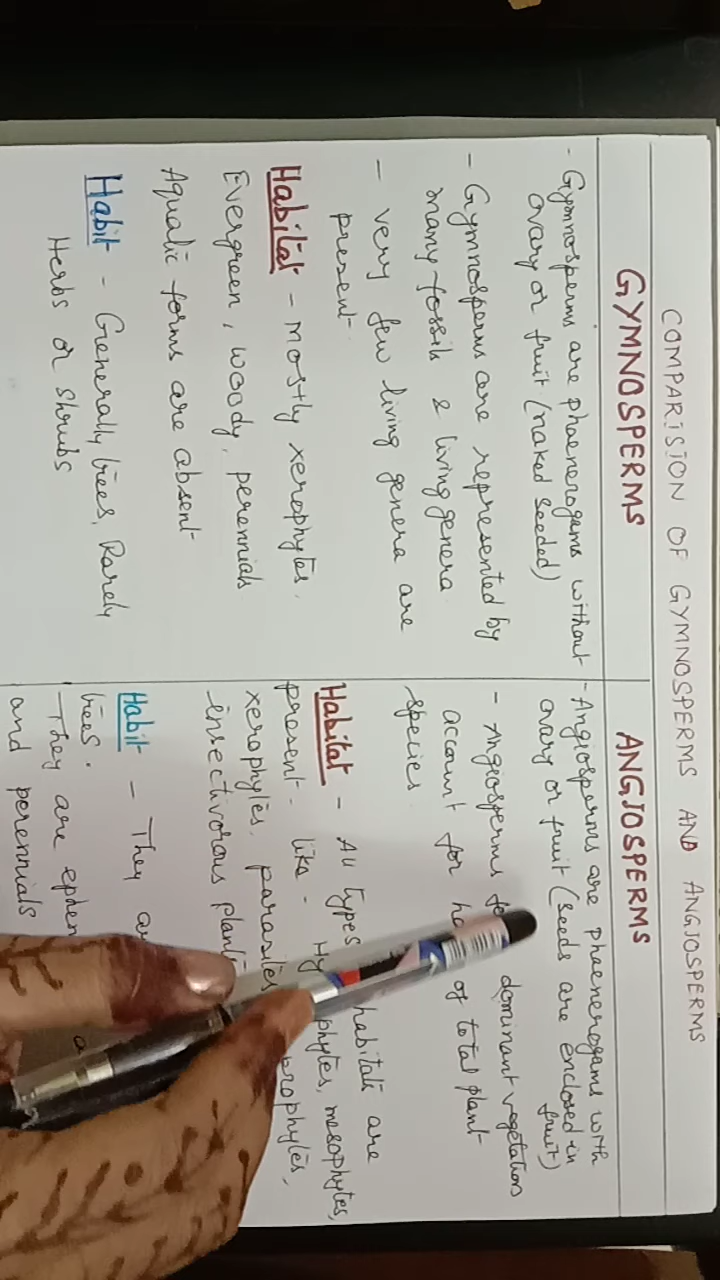 COMPARISION OF GYMNOSPERMS AND ANGIOSPERMS
GYMNOSPERMS
- Gymnosperms are phaenerogams without
ovary or fruit (naked seeded)
- Gymnosperms are represented by
many fossils & living genera
- very few living genera are
present.
Habitat - mostly xerophytes.
Evergreen, woody, perennials
Aquatic forms are absent
Habit - Generally trees, Rarely
Herbs or Shrubs
ANGIOSPERMS
- Angiosperms are phaenerogams with
ovary or fruit (seeds are enclosed in
fruit)
- Angiosperms dominant vegetation
account for of total plant
species
Habitat - All types habitats are
present - like - phytes, mesophytes,
xerophytes, parasites
insectivorous plants
Habit - They
trees.
- They are
and perennials